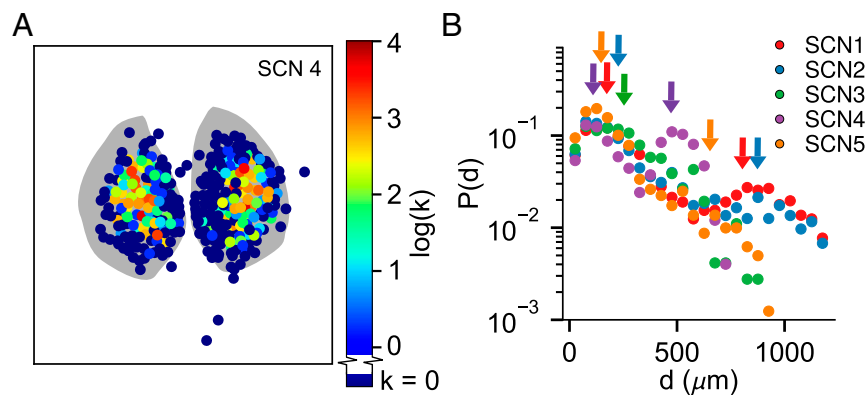 A
SCN 4
4
3
2
1
0
k = 0
log(k)
B
SCN1
SCN2
SCN3
SCN4
SCN5
10⁻¹
10⁻²
10⁻³
P(d)
0
500
1000
d (μm)